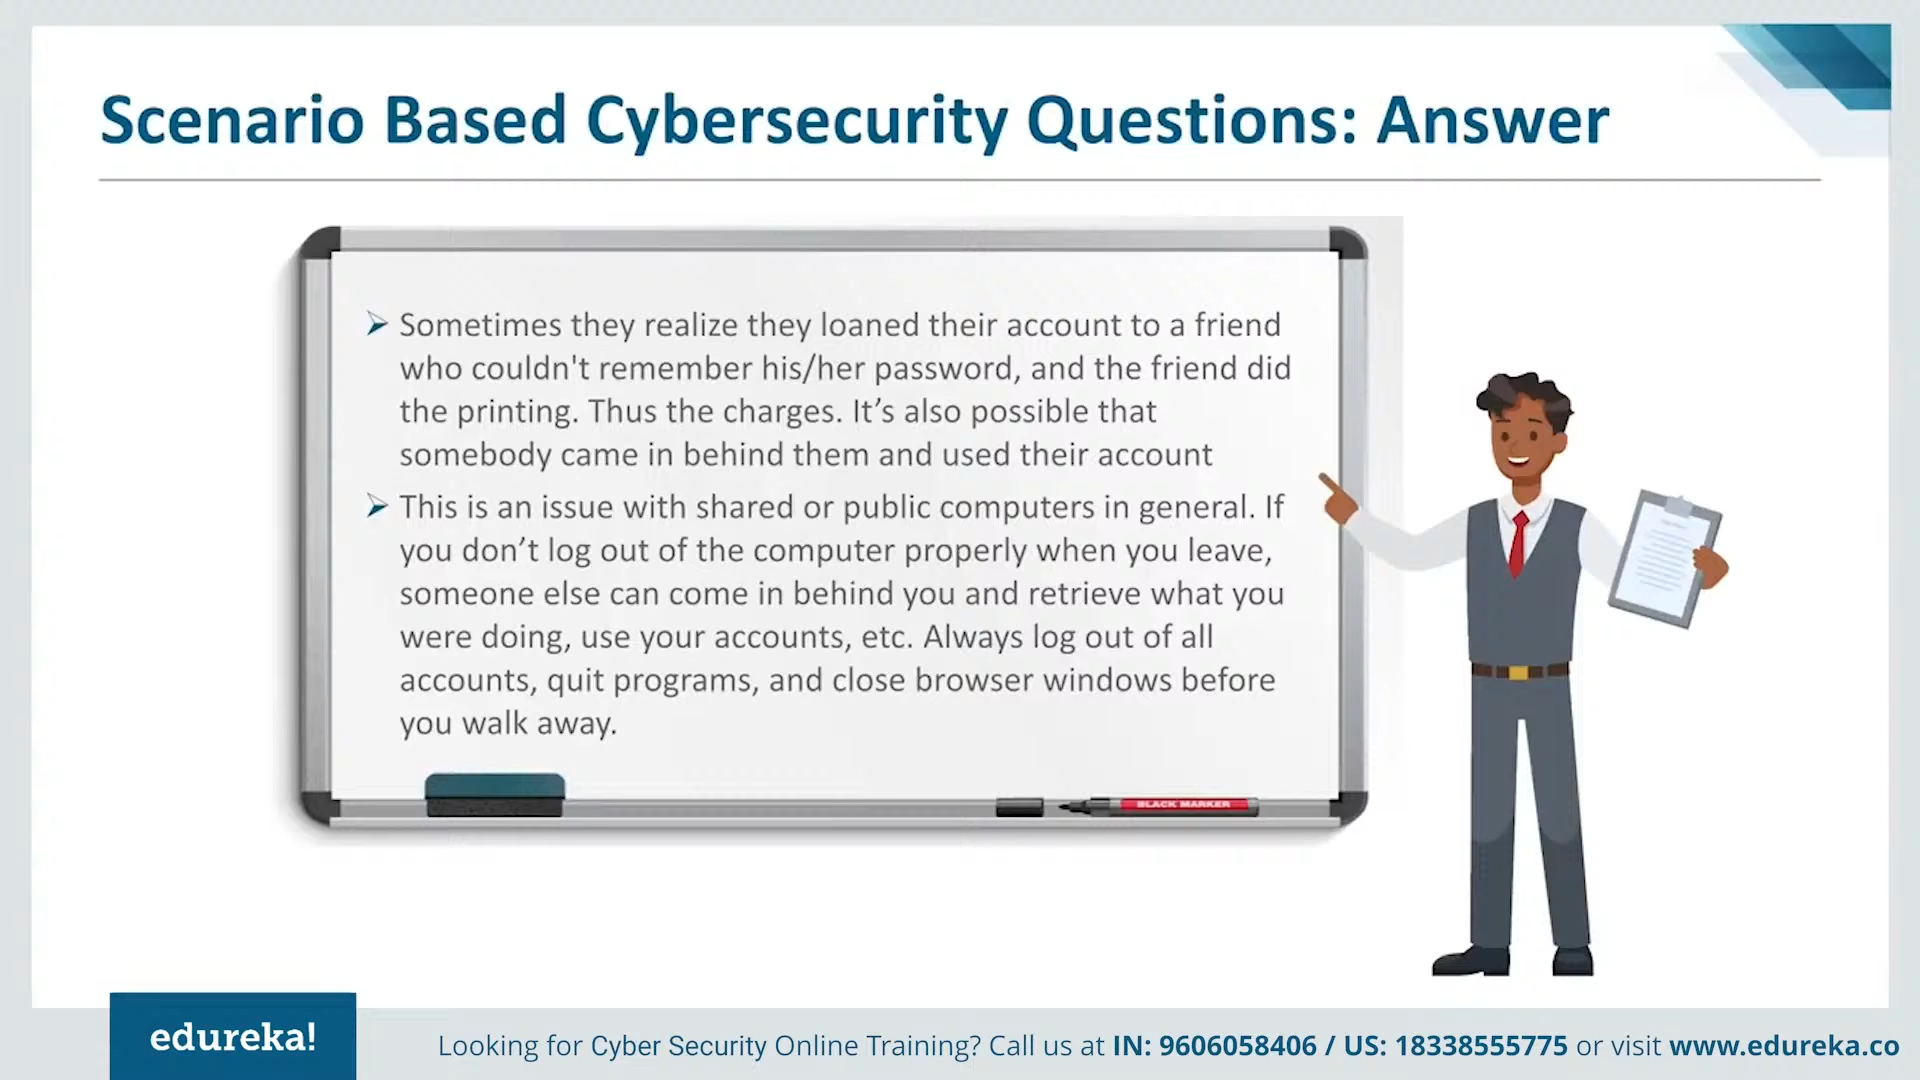 Scenario Based Cybersecurity Questions: Answer
Sometimes they realize they loaned their account to a friend
who couldn't remember his/her password, and the friend did
the printing. Thus the charges. It’s also possible that
somebody came in behind them and used their account
This is an issue with shared or public computers in general. If
you don’t log out of the computer properly when you leave,
someone else can come in behind you and retrieve what you
were doing, use your accounts, etc. Always log out of all
accounts, quit programs, and close browser windows before
you walk away.
BLACK MARKER
edureka!
Looking for Cyber Security Online Training? Call us at IN: 9606058406 / US: 18338555775 or visit www.edureka.co